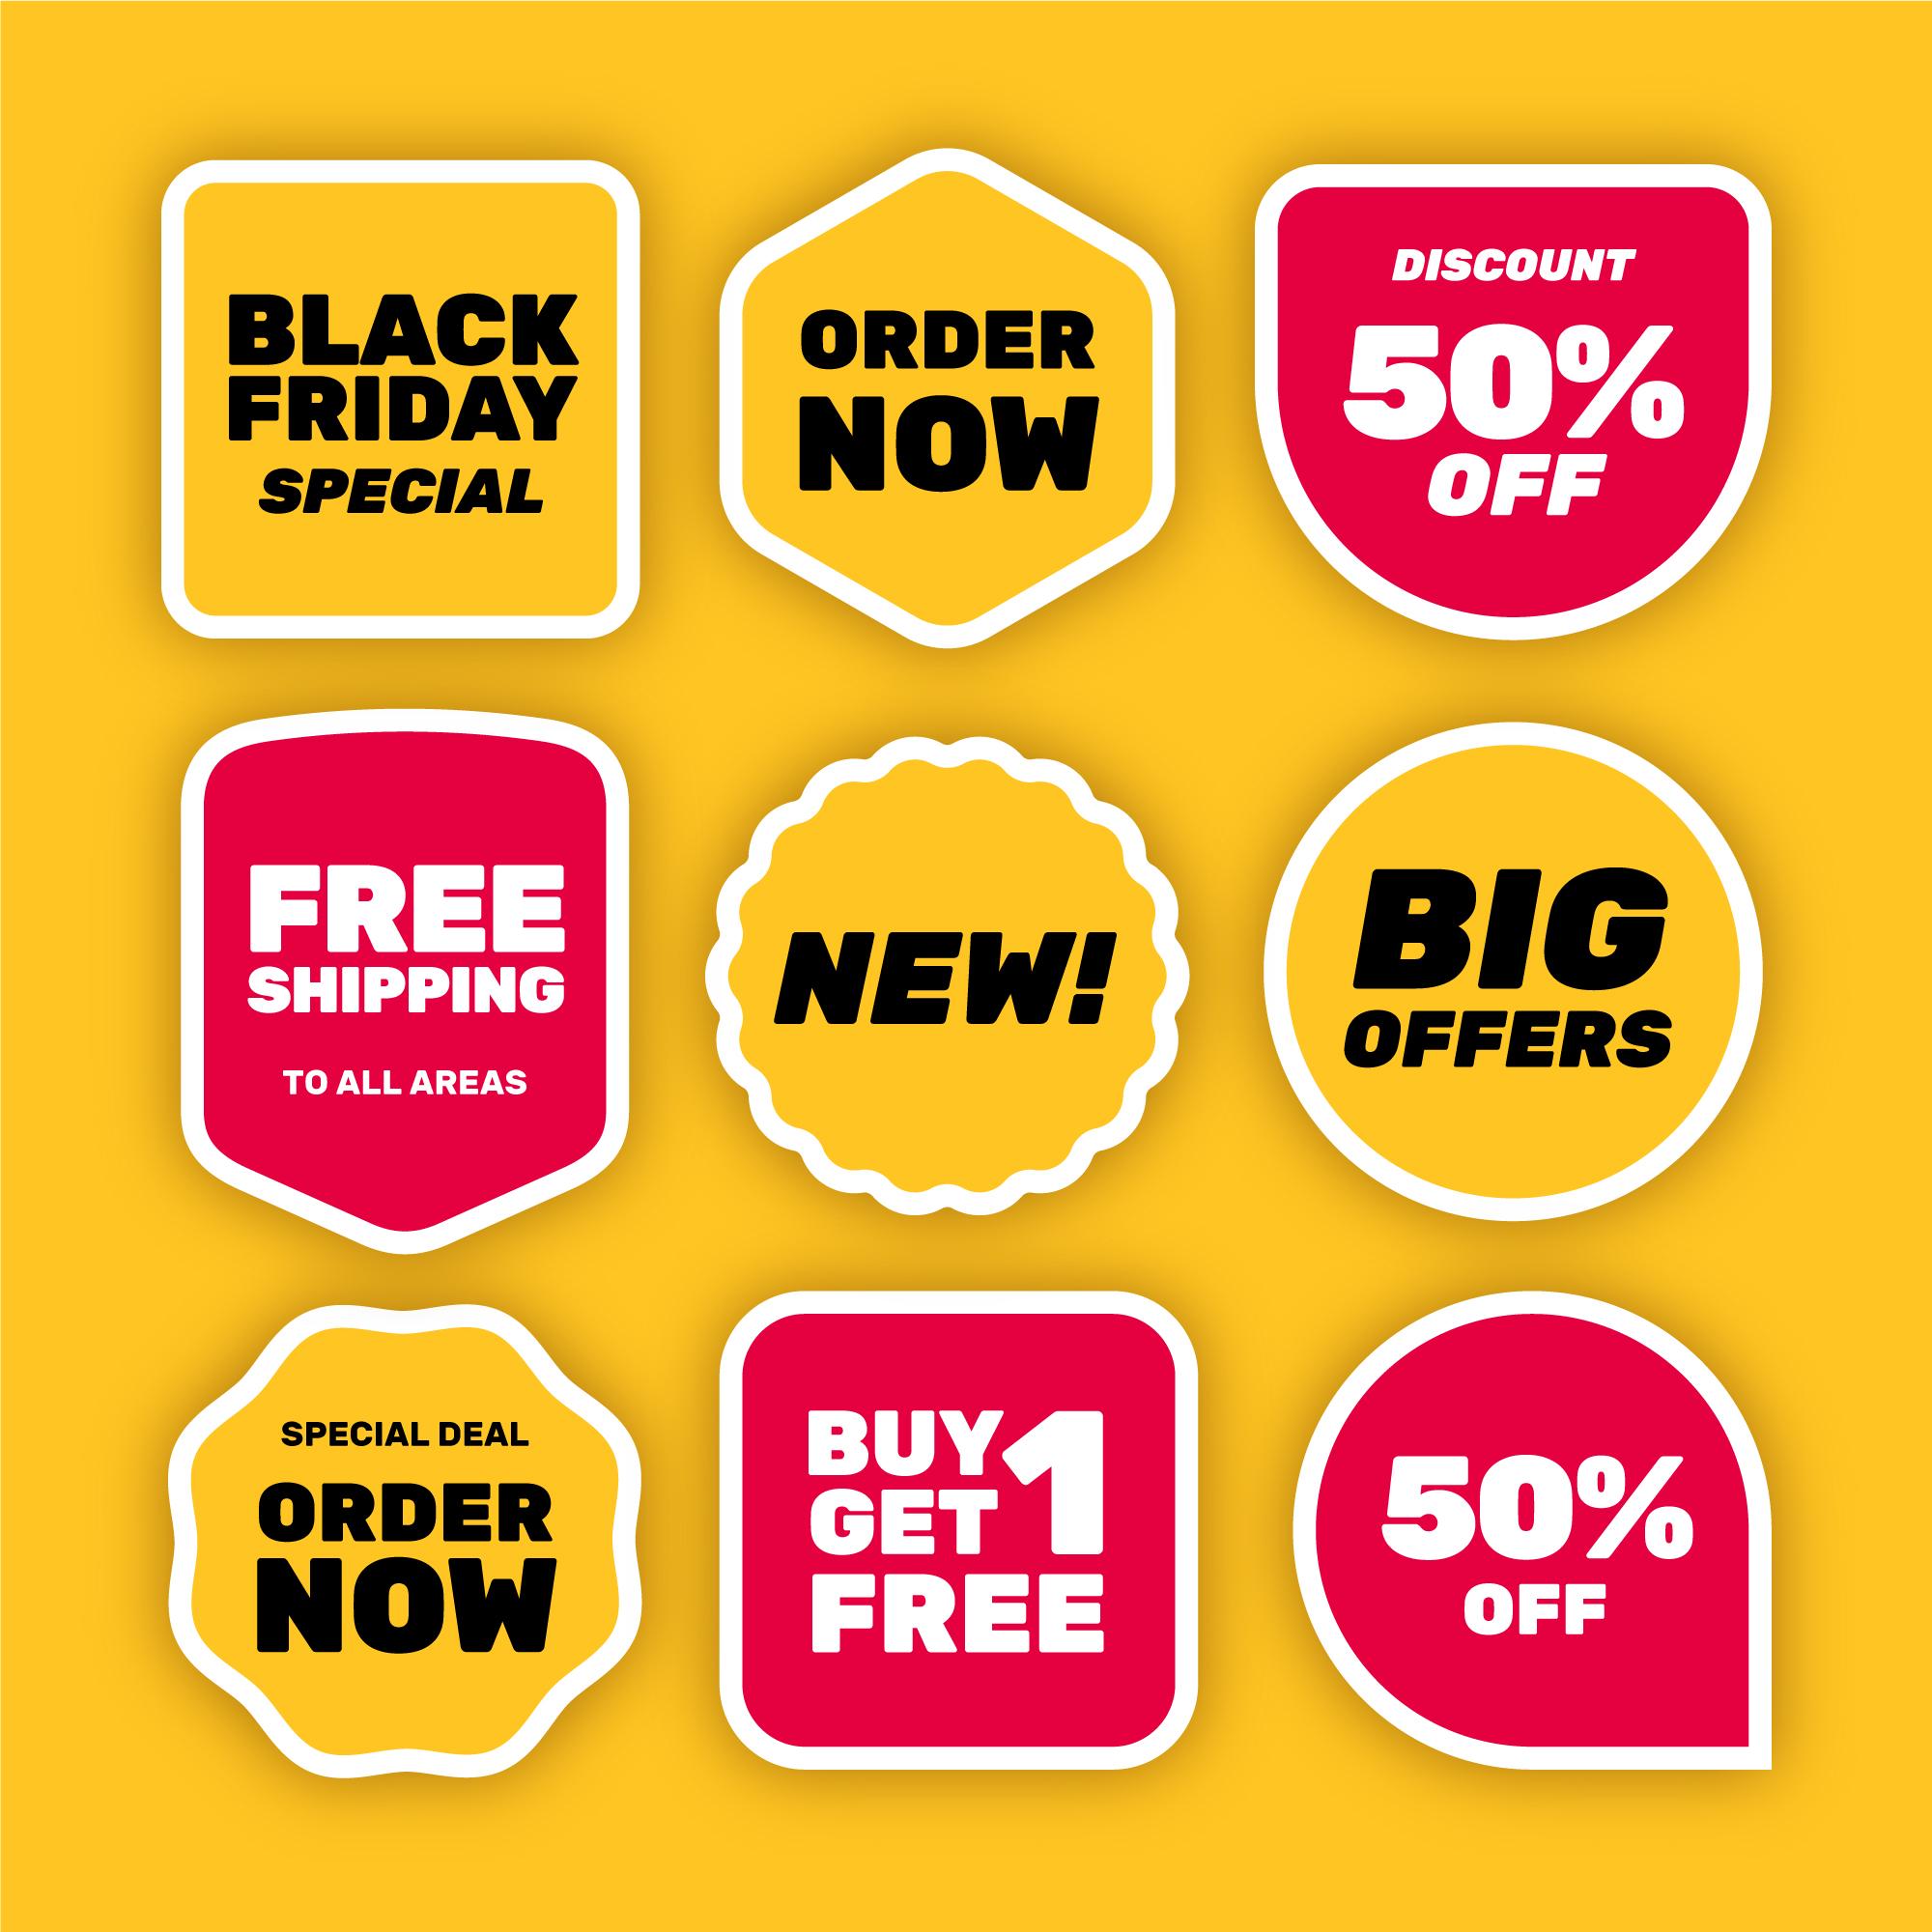 BLACK
FRIDAY
SPECIAL
ORDER
NOW
DISCOUNT
50%
OFF
FREE
SHIPPING
TO ALL AREAS
NEW!
BIG
OFFERS
SPECIAL DEAL
ORDER
NOW
BUY 1
GET
FREE
50%
OFF